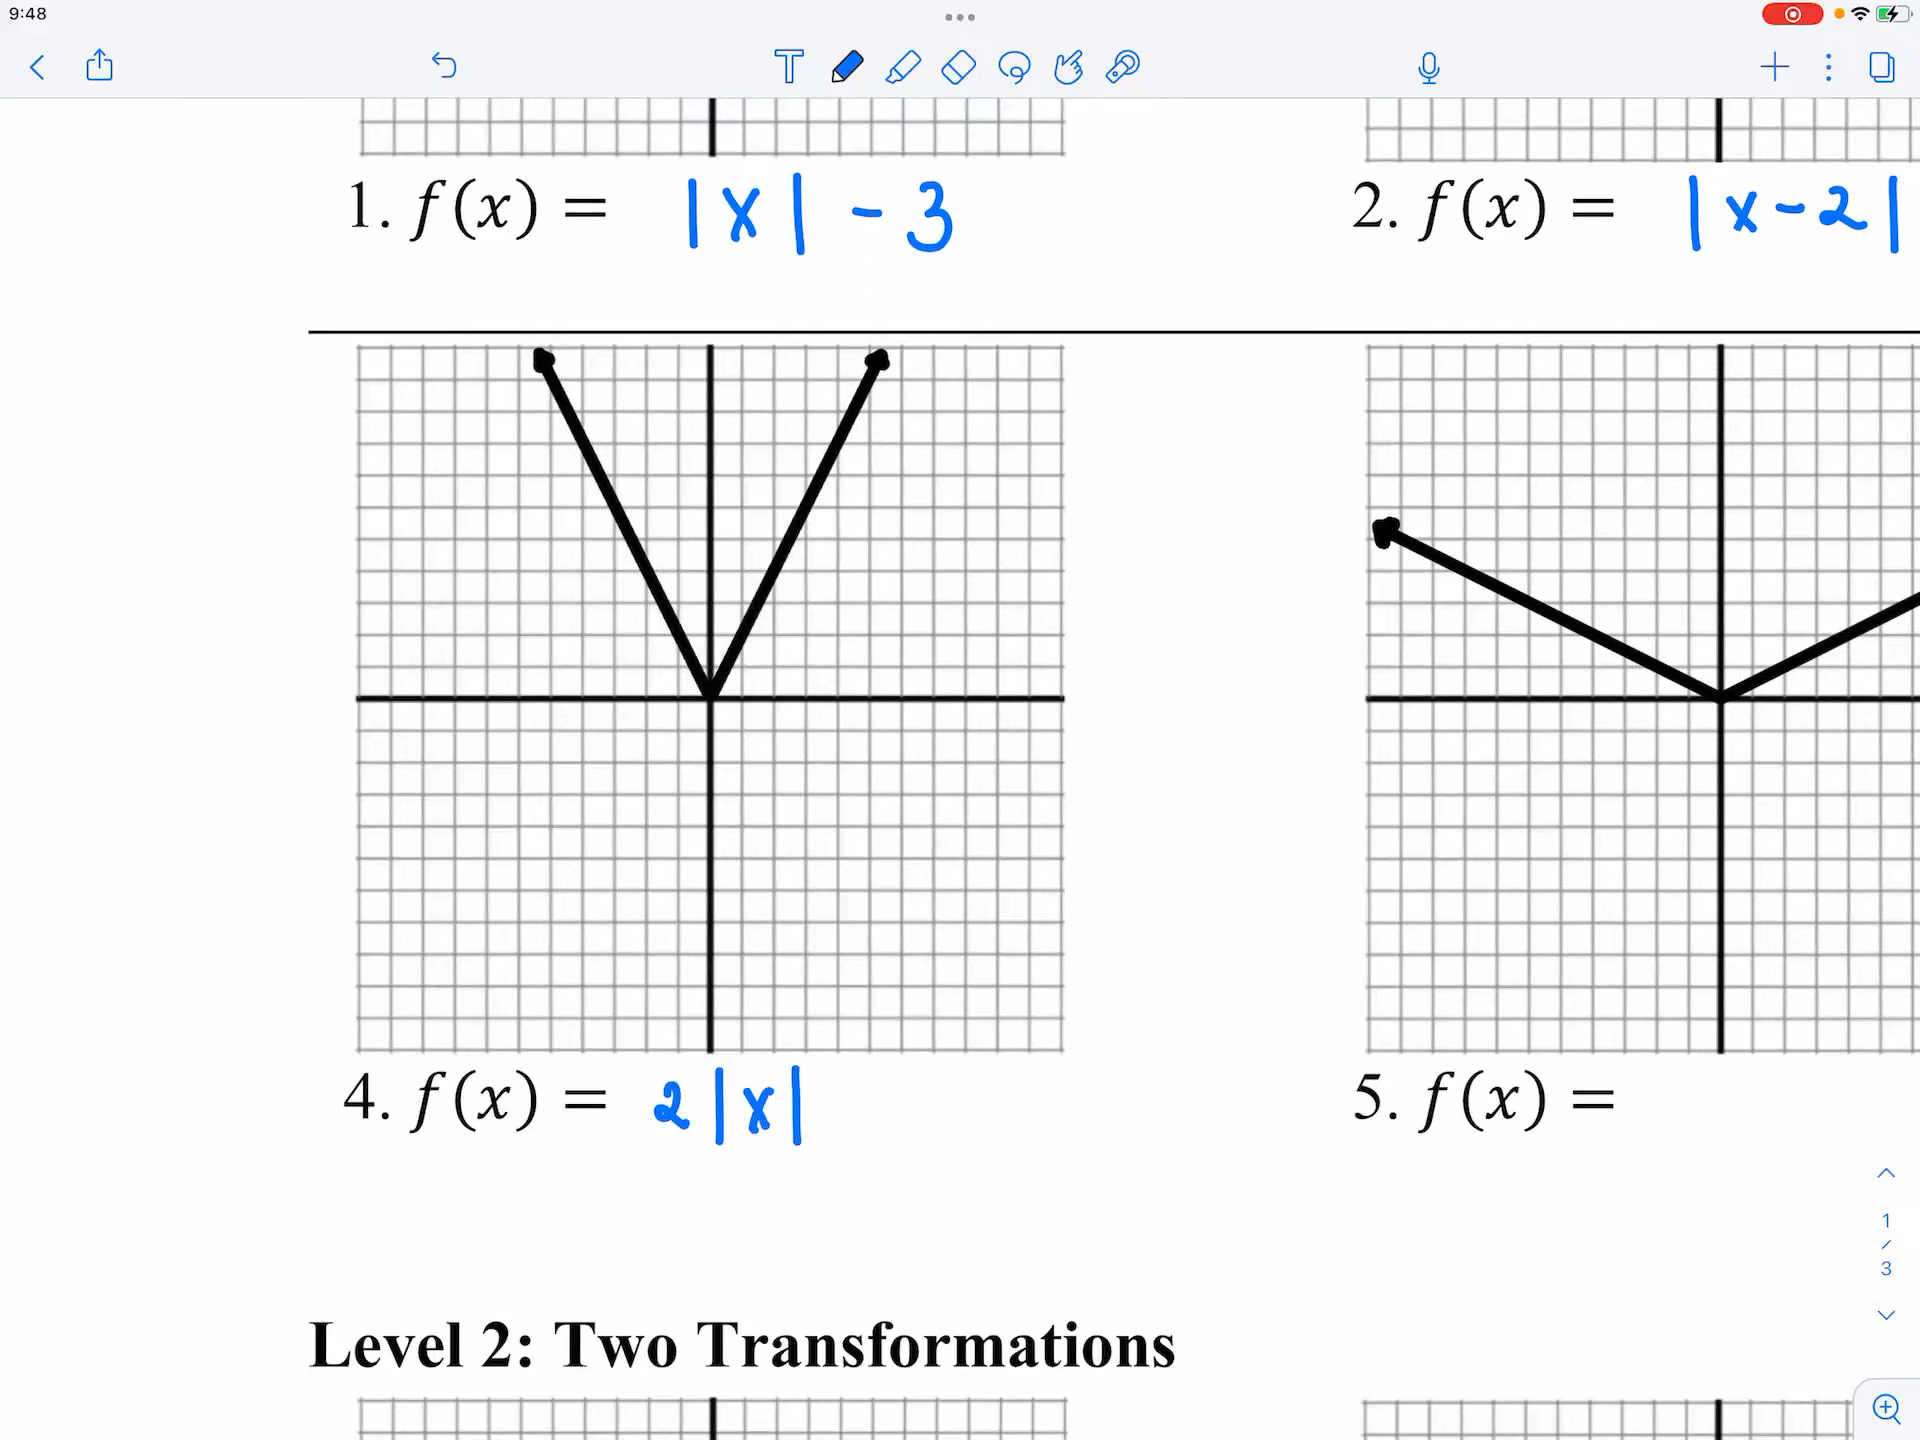 9:48
1. f(x) = |x| - 3
2. f(x) = |x-2|
4. f(x) = 2|x|
5. f(x) =
1
/
3
Level 2: Two Transformations